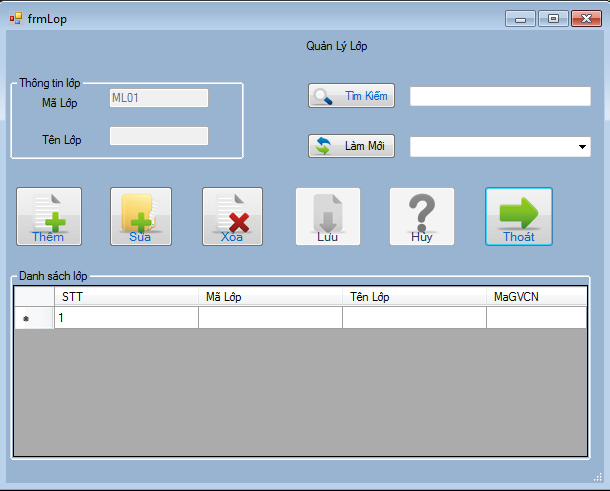 frmLop
Quản Lý Lớp
Thông tin lớp
Mã Lớp ML01
Tìm Kiếm
Tên Lớp
Làm Mới
Thêm Sửa Xóa Lưu Hủy Thoát
Danh sách lớp
STT Mã Lớp Tên Lớp MaGVCN
* 1